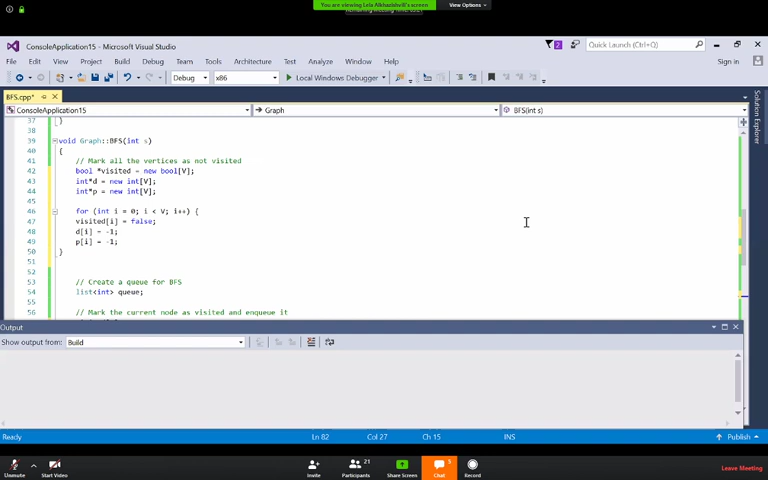 You are viewing Lela Alkhazishvili's screen
View Options
2
ConsoleApplication15 - Microsoft Visual Studio
Quick Launch (Ctrl+Q)
File Edit View Project Build Debug Team Tools Architecture Test Analyze Window Help
Sign in
Debug x86 Local Windows Debugger
BFS.cpp*
Solution Explorer
ConsoleApplication15 Graph BFS(int s)
37 }
38
39 void Graph::BFS(int s)
40 {
41 // Mark all the vertices as not visited
42 bool *visited = new bool[V];
43 int*d = new int[V];
44 int*p = new int[V];
45
46 for (int i = 0; i < V; i++) {
47 visited[i] = false;
48 d[i] = -1;
49 p[i] = -1;
50 }
51
52
53 // Create a queue for BFS
54 list<int> queue;
55
56 // Mark the current node as visited and enqueue it
Output
Show output from: Build
Ready Ln 82 Col 27 Ch 15 INS Publish
21 5
Unmute Start Video Invite Participants Share Screen Chat Record Leave Meeting